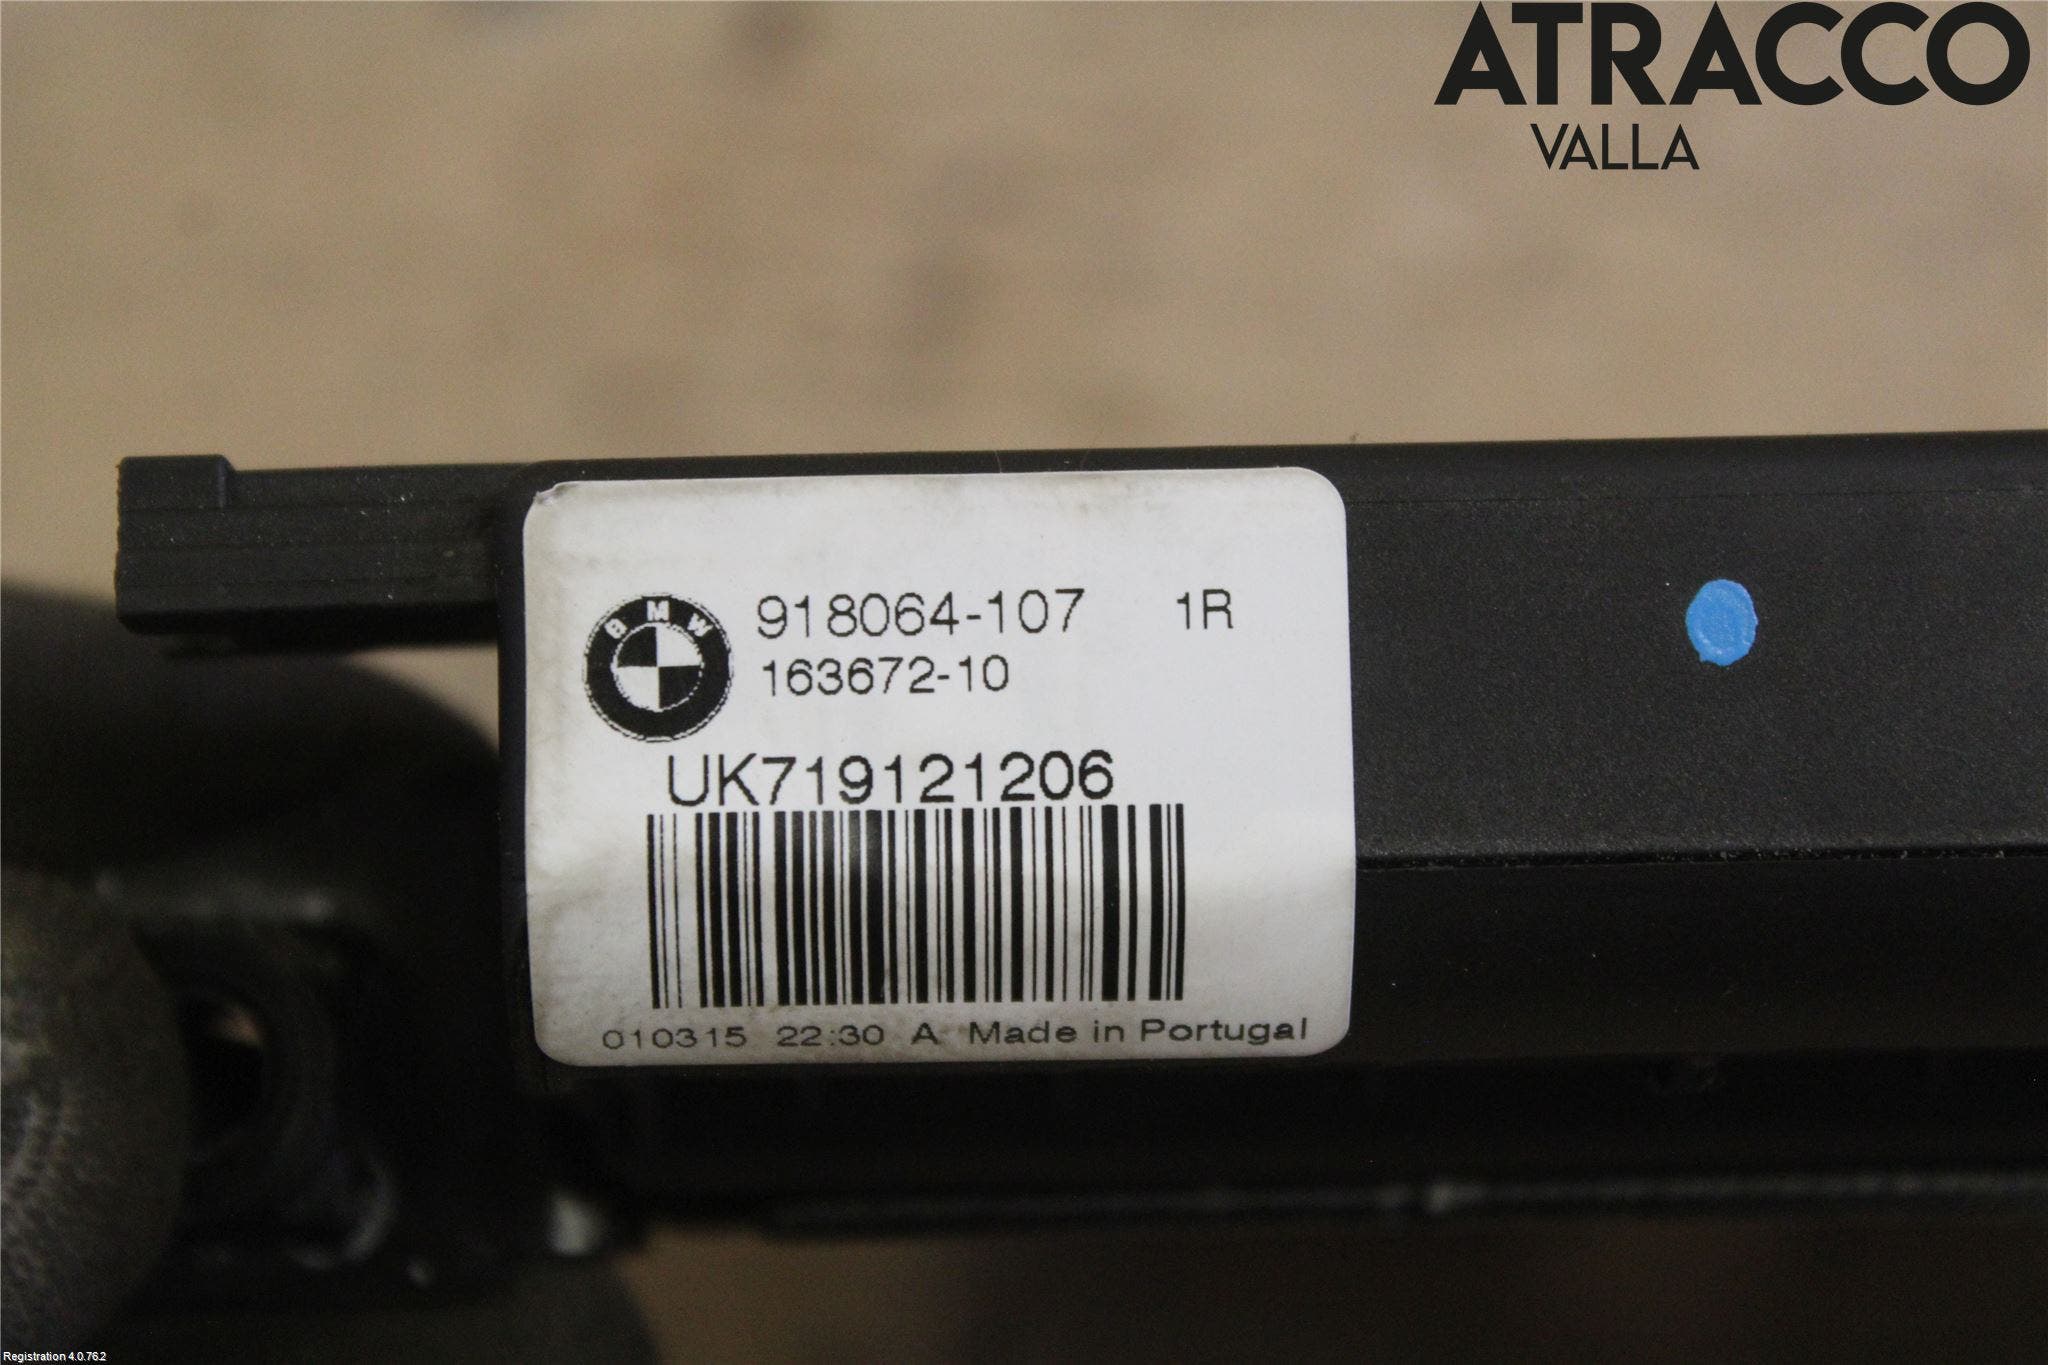 ATRACCO
VALLA
BMW
918064-107 1R
163672-10
UK719121206
010315 22:30 A Made in Portugal
Registration 4.0.76.2